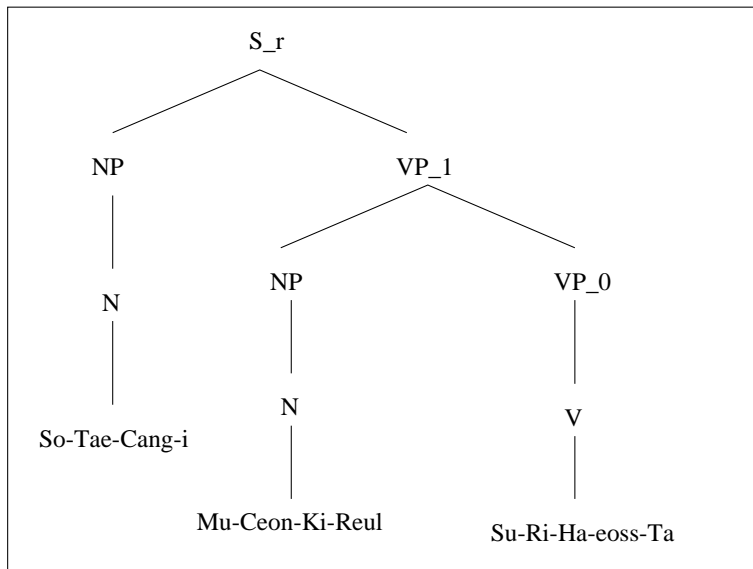 S_r
NP VP_1
N NP VP_0
So-Tae-Cang-i N V
Mu-Ceon-Ki-Reul Su-Ri-Ha-eoss-Ta